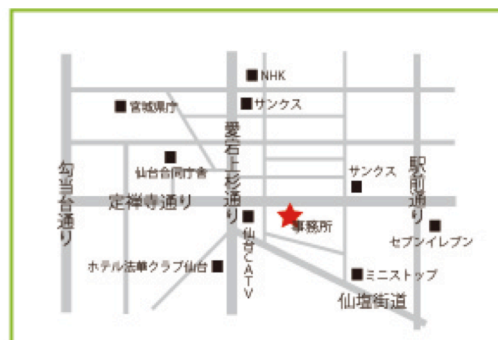 NHK
宮城県庁
サンクス
愛宕上杉通り
仙台合同庁舎
サンクス
駅前通り
勾当台通り
定禅寺通り
事務所
仙台CATV
セブンイレブン
ホテル法華クラブ仙台
ミニストップ
仙塩街道